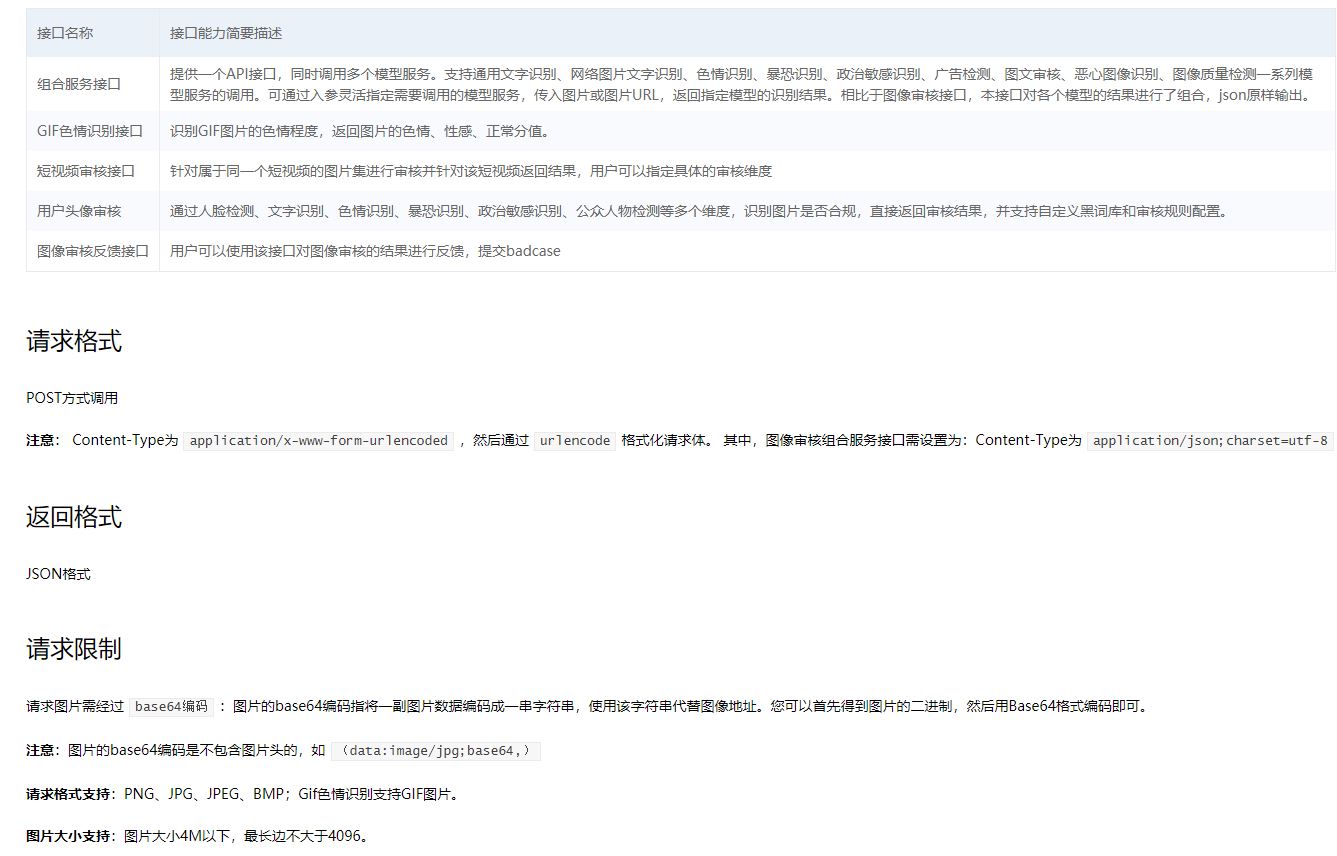 接口名称 接口能力简要描述
组合服务接口 提供一个API接口，同时调用多个模型服务。支持通用文字识别、网络图片文字识别、色情识别、暴恐识别、政治敏感识别、广告检测、图文审核、恶心图像识别、图像质量检测一系列模
型服务的调用。可通过入参灵活指定需要调用的模型服务，传入图片或图片URL，返回指定模型的识别结果。相比于图像审核接口，本接口对各个模型的结果进行了组合，json原样输出。
GIF色情识别接口 识别GIF图片的色情程度，返回图片的色情、性感、正常分值。
短视频审核接口 针对属于同一个短视频的图片集进行审核并针对该短视频返回结果，用户可以指定具体的审核维度
用户头像审核 通过人脸检测、文字识别、色情识别、暴恐识别、政治敏感识别、公众人物检测等多个维度，识别图片是否合规，直接返回审核结果，并支持自定义黑词库和审核规则配置。
图像审核反馈接口 用户可以使用该接口对图像审核的结果进行反馈，提交badcase
请求格式
POST方式调用
注意： Content-Type为 application/x-www-form-urlencoded ，然后通过 urlencode 格式化请求体。 其中，图像审核组合服务接口需设置为：Content-Type为 application/json;charset=utf-8
返回格式
JSON格式
请求限制
请求图片需经过 base64编码 ：图片的base64编码指将一副图片数据编码成一串字符串，使用该字符串代替图像地址。您可以首先得到图片的二进制，然后用Base64格式编码即可。
注意：图片的base64编码是不包含图片头的，如 （data:image/jpg;base64,）
请求格式支持：PNG、JPG、JPEG、BMP；Gif色情识别支持GIF图片。
图片大小支持：图片大小4M以下，最长边不大于4096。